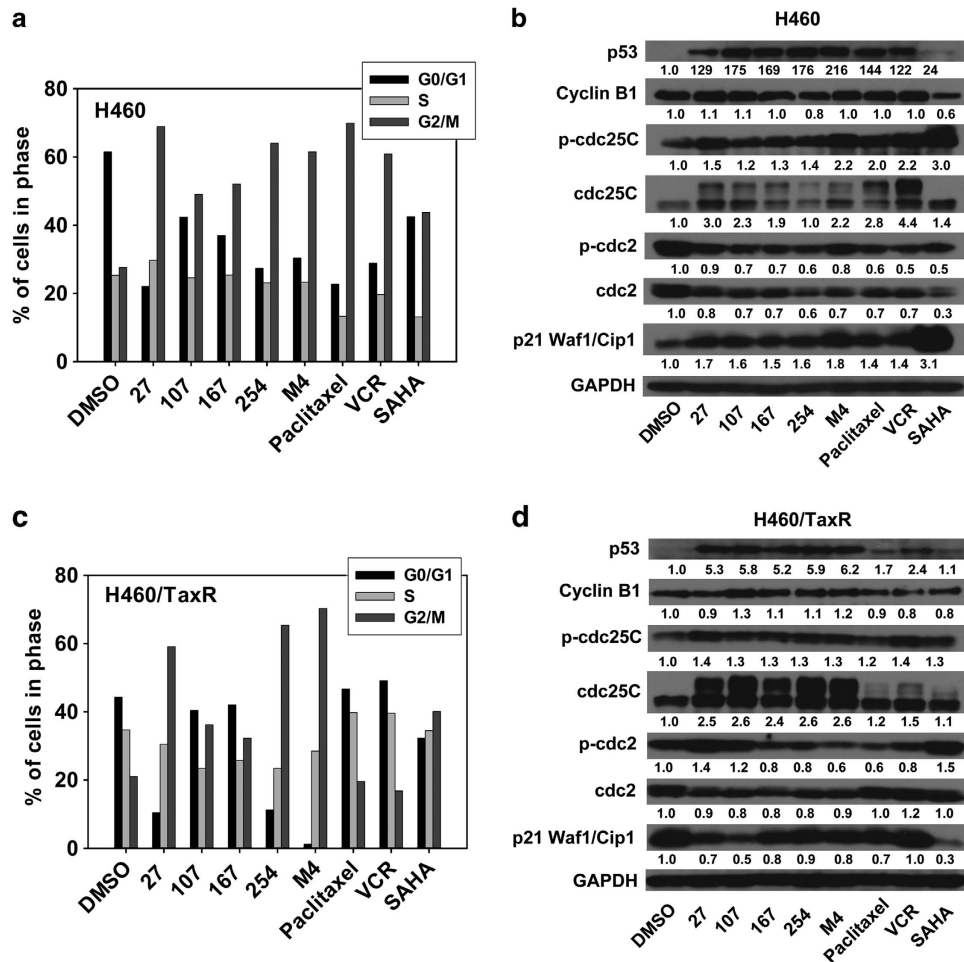 a
80
60
40
20
0
% of cells in phase
H460
G0/G1
S
G2/M
DMSO
27
107
167
254
M4
Paclitaxel
VCR
SAHA
b
H460
p53
1.0 129 175 169 176 216 144 122 24
Cyclin B1
1.0 1.1 1.1 1.0 0.8 1.0 1.0 1.0 0.6
p-cdc25C
1.0 1.5 1.2 1.3 1.4 2.2 2.0 2.2 3.0
cdc25C
1.0 3.0 2.3 1.9 1.0 2.2 2.8 4.4 1.4
p-cdc2
1.0 0.9 0.7 0.7 0.6 0.8 0.6 0.5 0.5
cdc2
1.0 0.8 0.7 0.7 0.6 0.7 0.7 0.7 0.3
p21 Waf1/Cip1
1.0 1.7 1.6 1.5 1.6 1.8 1.4 1.4 3.1
GAPDH
DMSO
27
107
167
254
M4
Paclitaxel
VCR
SAHA
c
80
60
40
20
0
% of cells in phase
H460/TaxR
G0/G1
S
G2/M
DMSO
27
107
167
254
M4
Paclitaxel
VCR
SAHA
d
H460/TaxR
p53
1.0 5.3 5.8 5.2 5.9 6.2 1.7 2.4 1.1
Cyclin B1
1.0 0.9 1.3 1.1 1.1 1.2 0.9 0.8 0.8
p-cdc25C
1.0 1.4 1.3 1.3 1.3 1.3 1.2 1.4 1.3
cdc25C
1.0 2.5 2.6 2.4 2.6 2.6 1.2 1.5 1.1
p-cdc2
1.0 1.4 1.2 0.8 0.8 0.6 0.6 0.8 1.5
cdc2
1.0 0.9 0.8 0.8 0.8 0.9 1.0 1.2 1.0
p21 Waf1/Cip1
1.0 0.7 0.5 0.8 0.9 0.8 0.7 1.0 0.3
GAPDH
DMSO
27
107
167
254
M4
Paclitaxel
VCR
SAHA